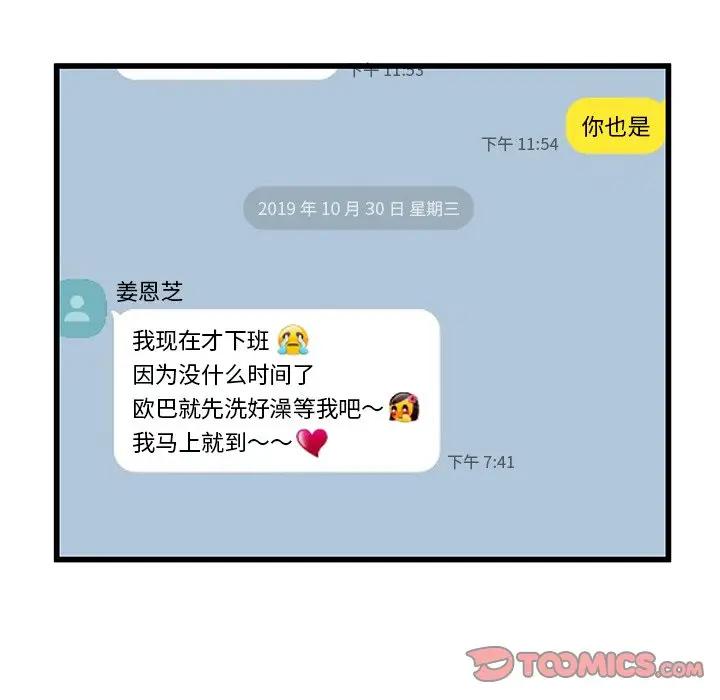 下午 11:53
你也是
下午 11:54
2019 年 10 月 30 日 星期三
姜恩芝
我现在才下班
因为没什么时间了
欧巴就先洗好澡等我吧～
我马上就到～～
下午 7:41
TOOMICS.com